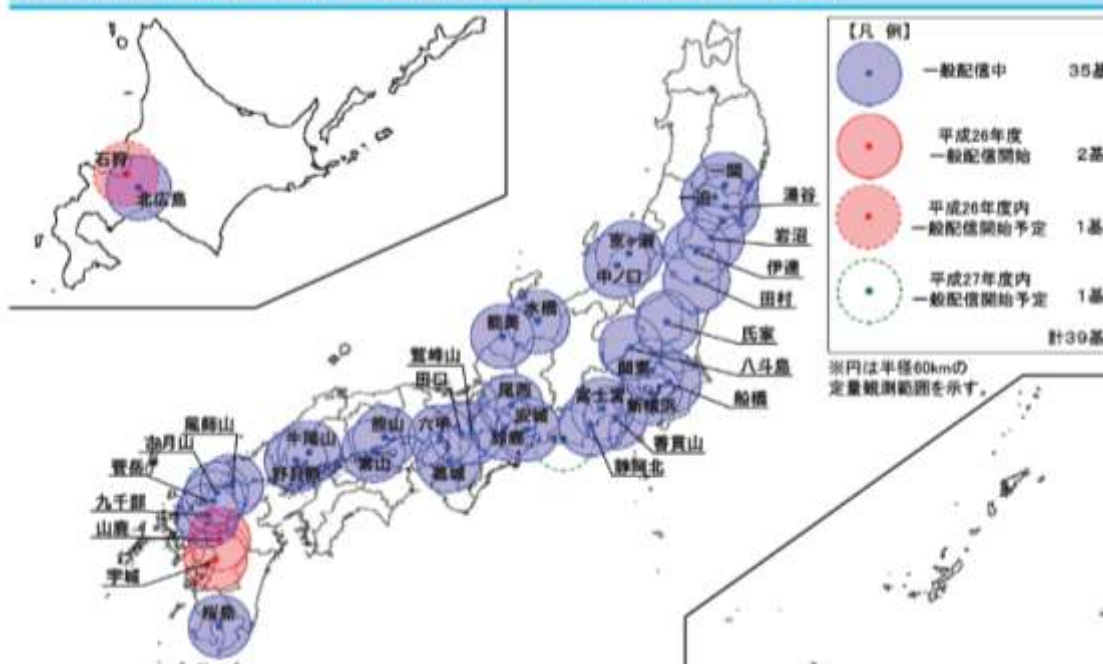 【凡 例】
一般配信中 35基
平成26年度
一般配信開始 2基
平成26年度内
一般配信開始予定 1基
平成27年度内
一般配信開始予定 1基
計39基
※円は半径60kmの
定量観測範囲を示す。
石狩
北広島
一関
一迫
涌谷
岩沼
伊達
田村
京ヶ瀬
中ノ口
氏家
八斗島
関東
船橋
新横浜
香貫山
富士宮
静岡北
水橋
能美
鷲峰山
田口
尾西
安城
鈴鹿
六甲
葛城
熊山
常山
牛尾山
野貝原
風師山
古月山
菅岳
九千部
山鹿
宇城
桜島